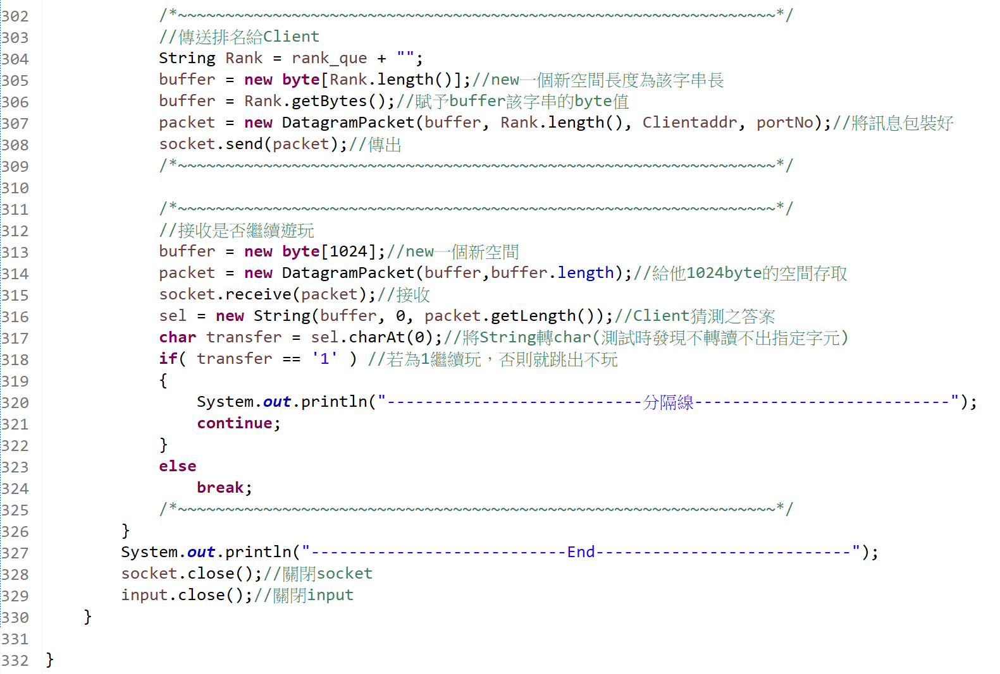 302 /*~~~~~~~~~~~~~~~~~~~~~~~~~~~~~~~~~~~~~~~~~~~~~~~~~~~~~~~~~~~~~~~*/
303 //傳送排名給Client
304 String Rank = rank_que + "";
305 buffer = new byte[Rank.length()];//new一個新空間長度為該字串長
306 buffer = Rank.getBytes();//賦予buffer該字串的byte值
307 packet = new DatagramPacket(buffer, Rank.length(), Clientaddr, portNo);//將訊息包裝好
308 socket.send(packet);//傳出
309 /*~~~~~~~~~~~~~~~~~~~~~~~~~~~~~~~~~~~~~~~~~~~~~~~~~~~~~~~~~~~~~~~*/
310
311 /*~~~~~~~~~~~~~~~~~~~~~~~~~~~~~~~~~~~~~~~~~~~~~~~~~~~~~~~~~~~~~~~*/
312 //接收是否繼續遊玩
313 buffer = new byte[1024];//new一個新空間
314 packet = new DatagramPacket(buffer,buffer.length);//給他1024byte的空間存取
315 socket.receive(packet);//接收
316 sel = new String(buffer, 0, packet.getLength());//Client猜測之答案
317 char transfer = sel.charAt(0);//將String轉char(測試時發現不轉讀不出指定字元)
318 if( transfer == '1' ) //若為1繼續玩，否則就跳出不玩
319 {
320 System.out.println("---------------------------分隔線---------------------------");
321 continue;
322 }
323 else
324 break;
325 /*~~~~~~~~~~~~~~~~~~~~~~~~~~~~~~~~~~~~~~~~~~~~~~~~~~~~~~~~~~~~~~~*/
326 }
327 System.out.println("---------------------------End---------------------------");
328 socket.close();//關閉socket
329 input.close();//關閉input
330 }
331
332 }